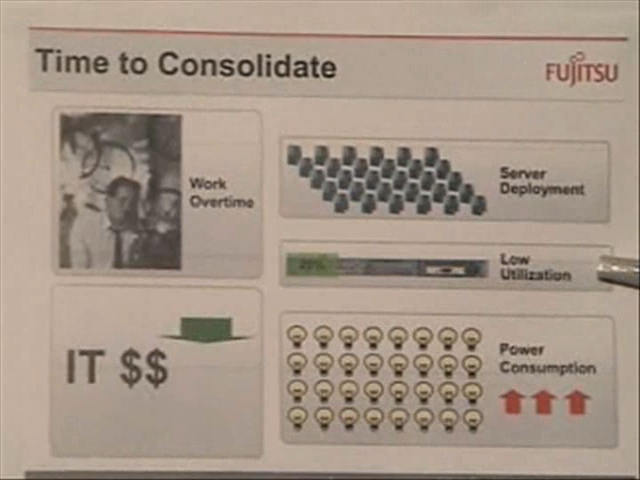 Time to Consolidate
FUJITSU
Work
Overtime
Server
Deployment
Low
Utilization
IT $$
Power
Consumption